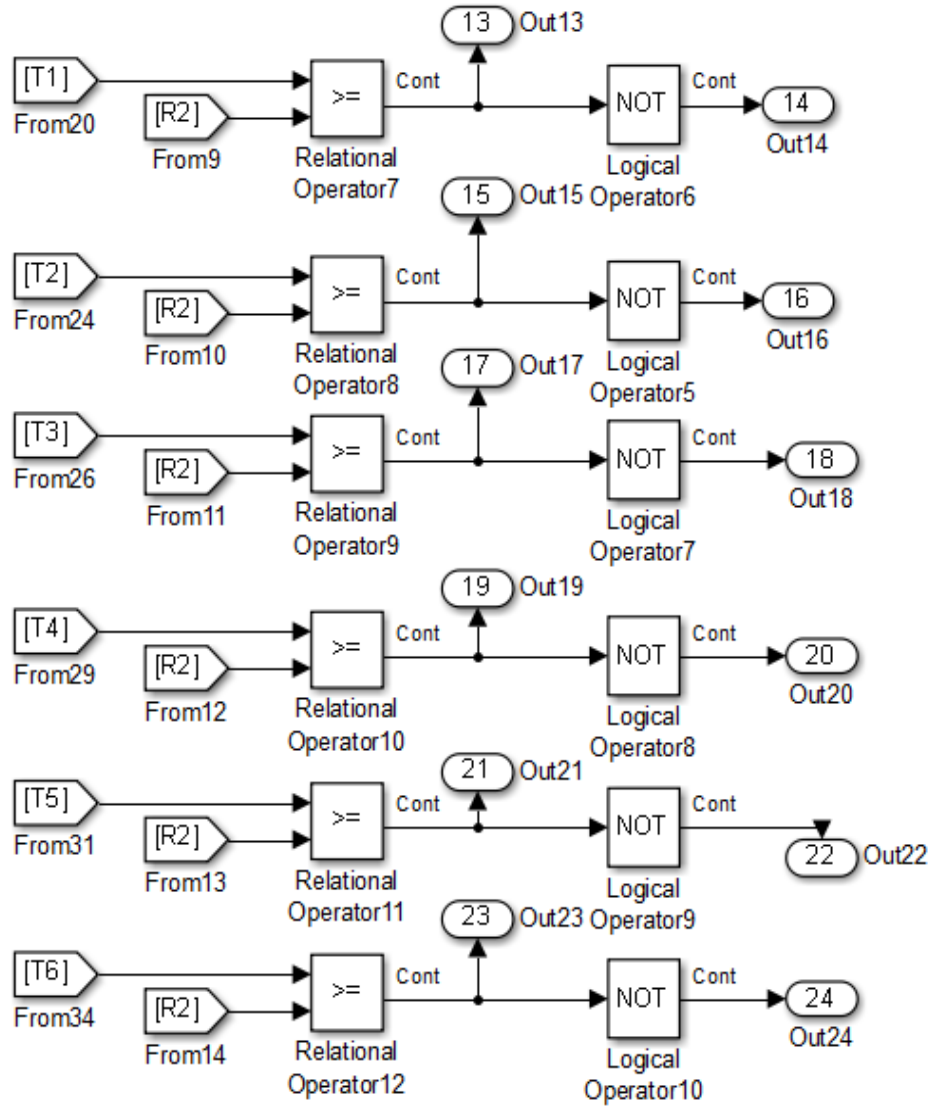 13 Out13
[T1] >= Cont NOT Cont 14
From20 [R2] Out14
From9 Relational Operator7 Logical Operator6
15 Out15
[T2] >= Cont NOT Cont 16
From24 [R2] Out16
From10 Relational Operator8 Logical Operator5
17 Out17
[T3] >= Cont NOT Cont 18
From26 [R2] Out18
From11 Relational Operator9 Logical Operator7
19 Out19
[T4] >= Cont NOT Cont 20
From29 [R2] Out20
From12 Relational Operator10 Logical Operator8
21 Out21
[T5] >= Cont NOT Cont 22 Out22
From31 [R2]
From13 Relational Operator11 Logical Operator9
23 Out23
[T6] >= Cont NOT Cont 24
From34 [R2] Out24
From14 Relational Operator12 Logical Operator10